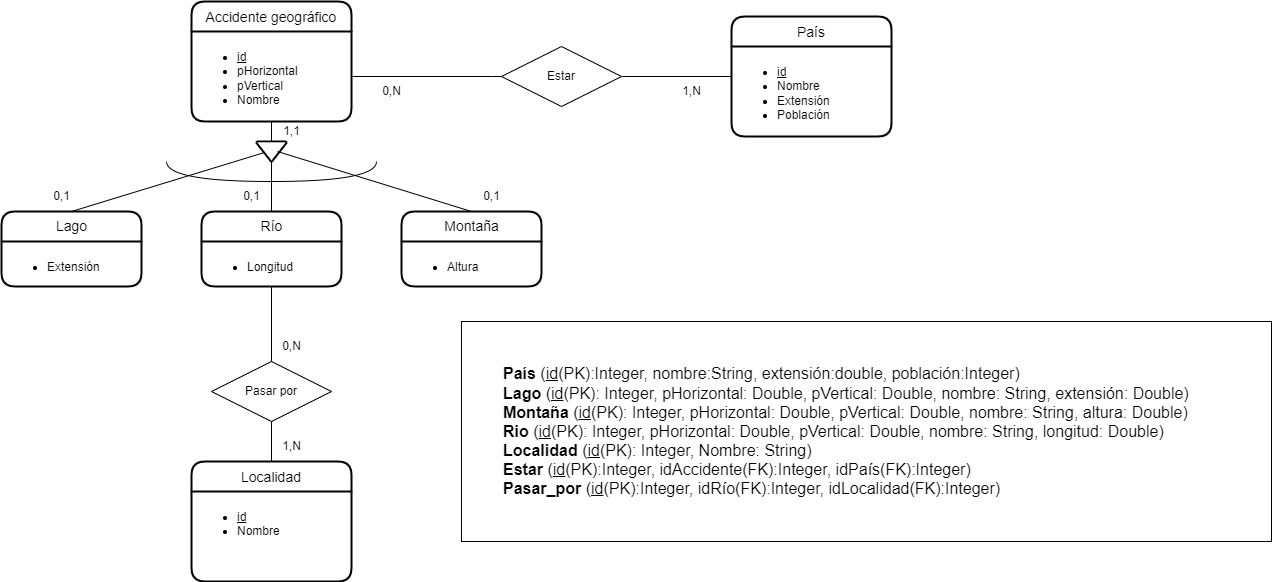 Accidente geográfico
id
pHorizontal
pVertical
Nombre
0,N
Estar
1,N
País
id
Nombre
Extensión
Población
1,1
0,1
0,1
0,1
Lago
Extensión
Río
Longitud
Montaña
Altura
0,N
Pasar por
1,N
Localidad
id
Nombre
País (id(PK):Integer, nombre:String, extensión:double, población:Integer)
Lago (id(PK): Integer, pHorizontal: Double, pVertical: Double, nombre: String, extensión: Double)
Montaña (id(PK): Integer, pHorizontal: Double, pVertical: Double, nombre: String, altura: Double)
Rio (id(PK): Integer, pHorizontal: Double, pVertical: Double, nombre: String, longitud: Double)
Localidad (id(PK): Integer, Nombre: String)
Estar (id(PK):Integer, idAccidente(FK):Integer, idPaís(FK):Integer)
Pasar_por (id(PK):Integer, idRío(FK):Integer, idLocalidad(FK):Integer)